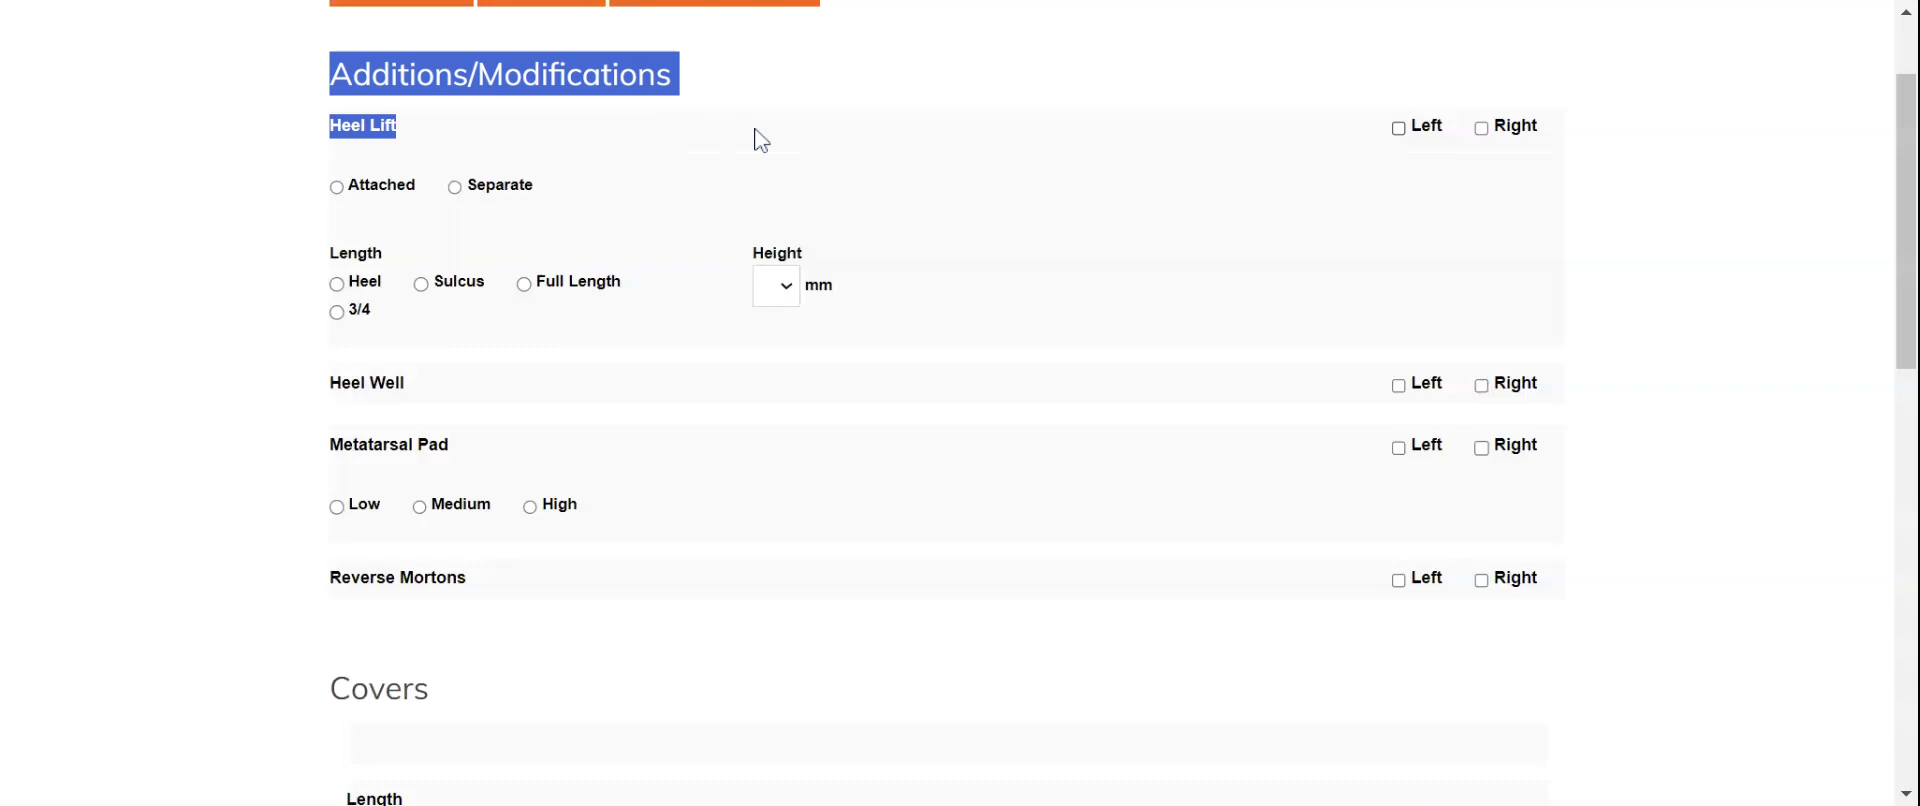 Additions/Modifications
Heel Lift Left Right
Attached Separate
Length Height
Heel Sulcus Full Length mm
3/4
Heel Well Left Right
Metatarsal Pad Left Right
Low Medium High
Reverse Mortons Left Right
Covers
Length